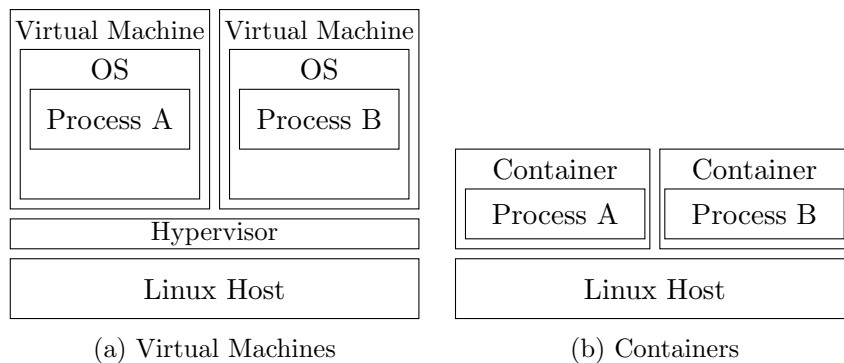 Virtual Machine Virtual Machine
OS OS
Process A Process B
Hypervisor
Linux Host
(a) Virtual Machines
Container Container
Process A Process B
Linux Host
(b) Containers